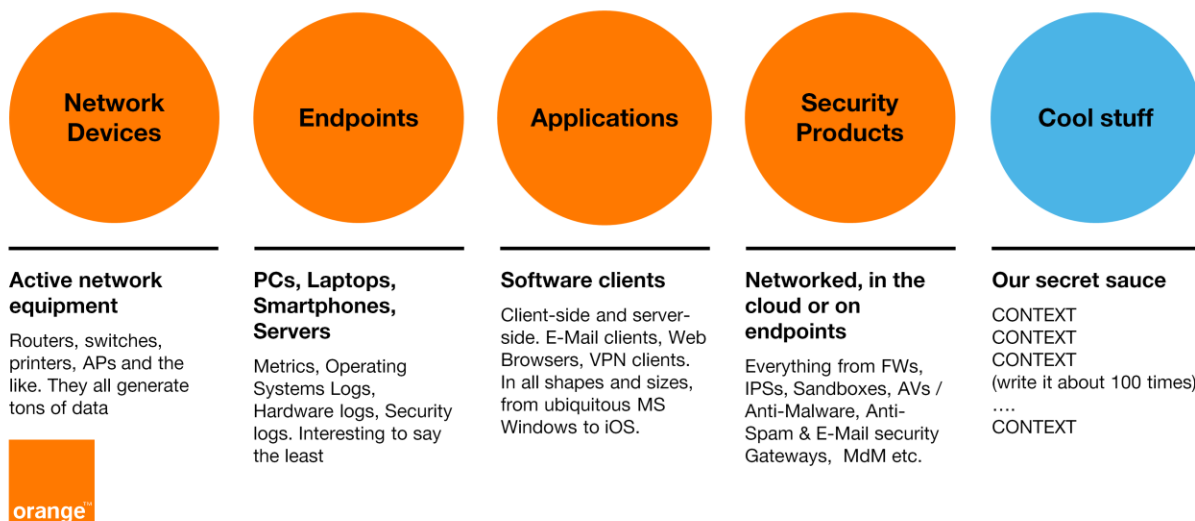 Network
Devices
Endpoints
Applications
Security
Products
Cool stuff
Active network
equipment
Routers, switches,
printers, APs and the
like. They all generate
tons of data
PCs, Laptops,
Smartphones,
Servers
Metrics, Operating
Systems Logs,
Hardware logs, Security
logs. Interesting to say
the least
Software clients
Client-side and server-
side. E-Mail clients, Web
Browsers, VPN clients.
In all shapes and sizes,
from ubiquitous MS
Windows to iOS.
Networked, in the
cloud or on
endpoints
Everything from FWs,
IPSs, Sandboxes, AVs /
Anti-Malware, Anti-
Spam & E-Mail security
Gateways,  MdM etc.
Our secret sauce
CONTEXT
CONTEXT
CONTEXT
(write it about 100 times)
....
CONTEXT
orange™